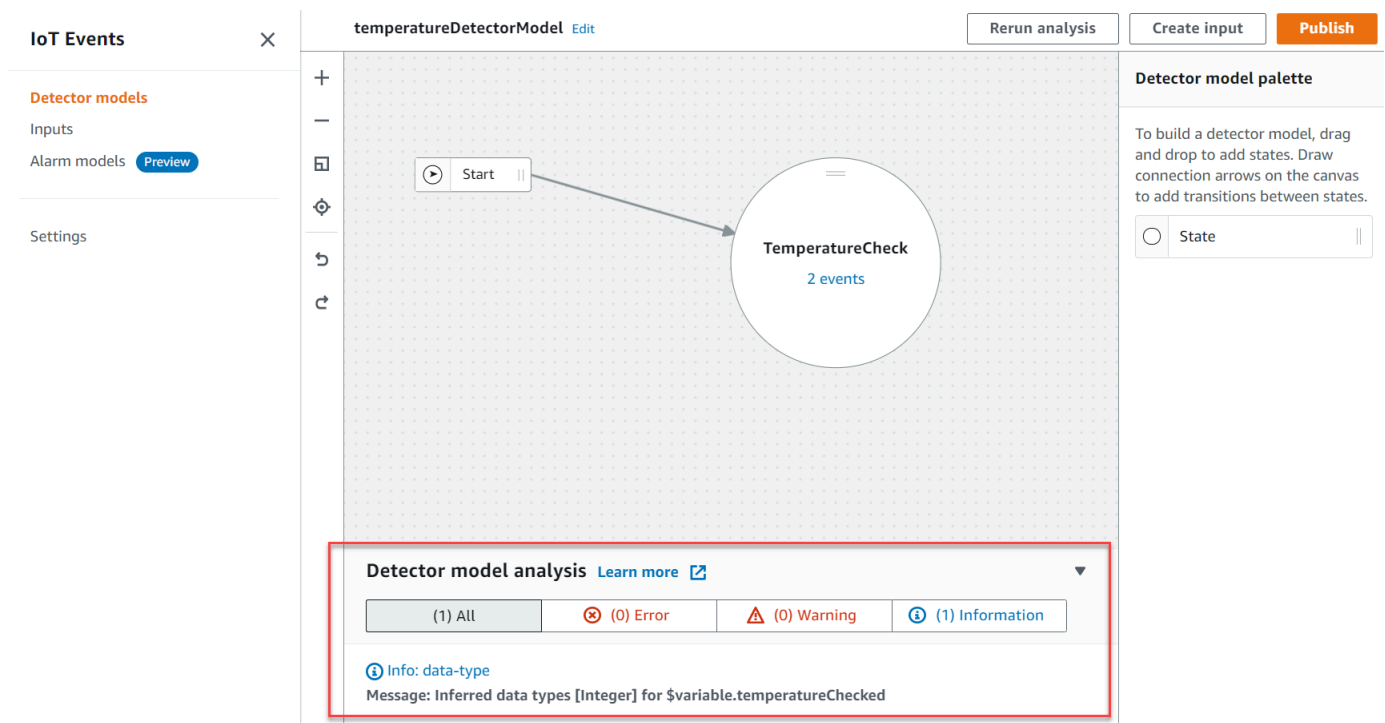 IoT Events
Detector models
Inputs
Alarm models Preview
Settings
temperatureDetectorModel Edit
Rerun analysis
Create input
Publish
Start
TemperatureCheck
2 events
Detector model palette
To build a detector model, drag
and drop to add states. Draw
connection arrows on the canvas
to add transitions between states.
State
Detector model analysis Learn more
(1) All
(0) Error
(0) Warning
(1) Information
Info: data-type
Message: Inferred data types [Integer] for $variable.temperatureChecked